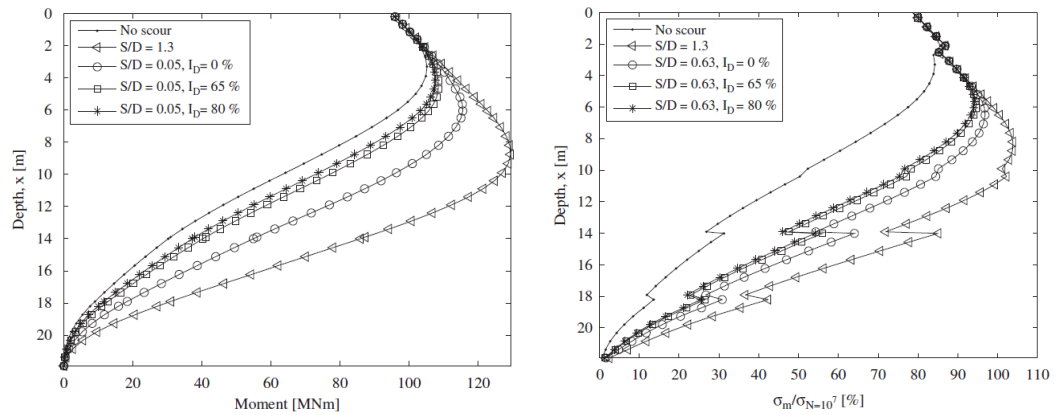 No scour
S/D = 1.3
S/D = 0.05, I_D= 0 %
S/D = 0.05, I_D= 65 %
S/D = 0.05, I_D= 80 %
0
2
4
6
8
10
12
14
16
18
20
Depth, x [m]
0 20 40 60 80 100 120
Moment [MNm]
No scour
S/D = 1.3
S/D = 0.63, I_D= 0 %
S/D = 0.63, I_D= 65 %
S/D = 0.63, I_D= 80 %
0
2
4
6
8
10
12
14
16
18
20
Depth, x [m]
0 10 20 30 40 50 60 70 80 90 100 110
σ_m/σ_N=10^7 [%]